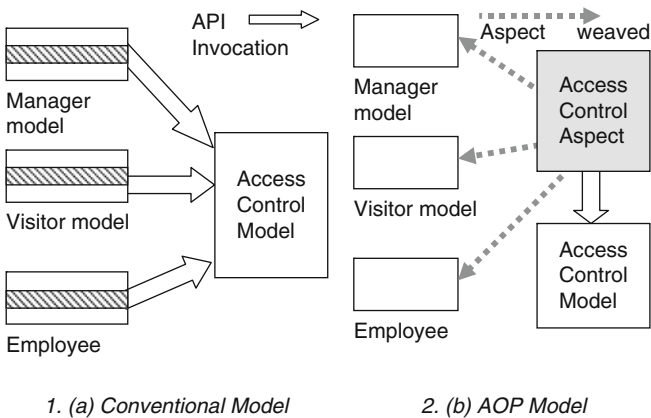 API
Invocation
Manager
model
Visitor model
Employee
Access
Control
Model
1. (a) Conventional Model
Aspect weaved
Manager
model
Visitor model
Employee
Access
Control
Aspect
Access
Control
Model
2. (b) AOP Model